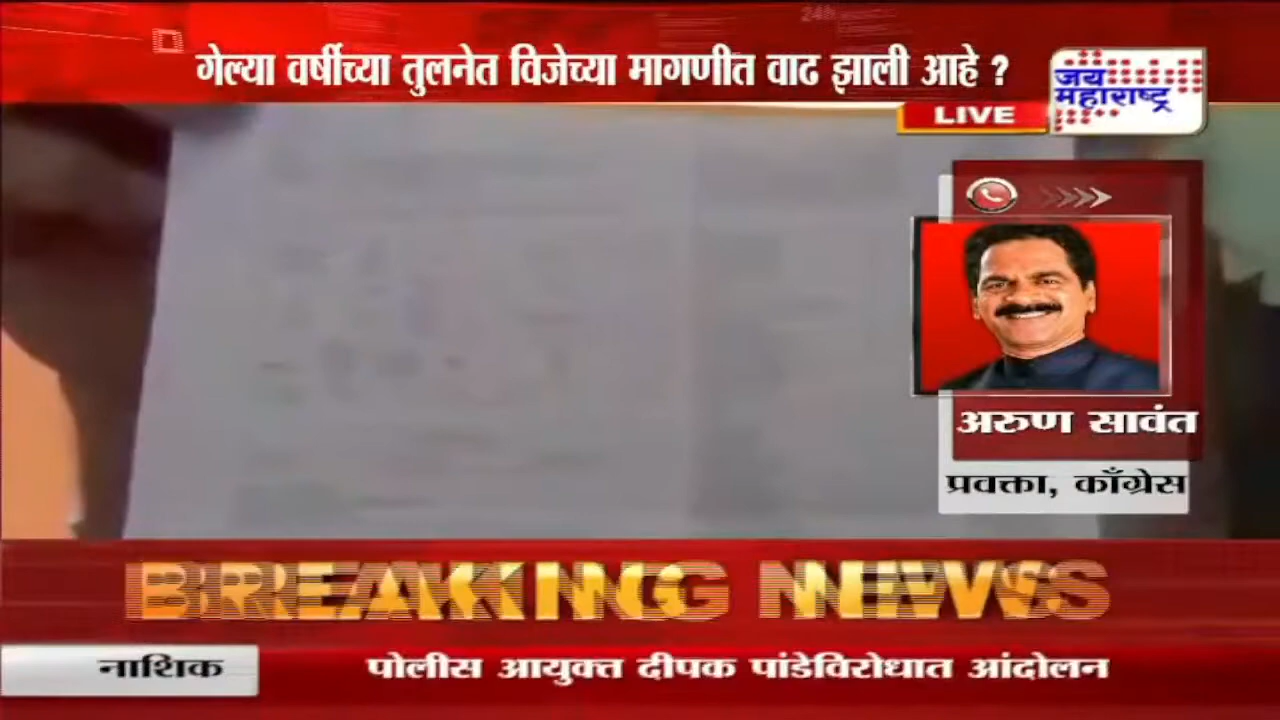 गेल्या वर्षीच्या तुलनेत विजेच्या मागणीत वाढ झाली आहे ?
जय
महाराष्ट्र
LIVE
अरुण सावंत
प्रवक्ता, काँग्रेस
BREAKING NEWS
नाशिक
पोलीस आयुक्त दीपक पांडेविरोधात आंदोलन